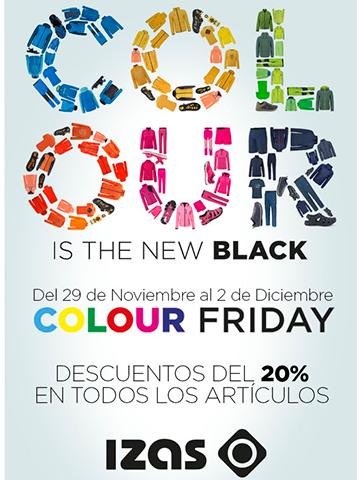 COL
OUR
IS THE NEW BLACK
Del 29 de Noviembre al 2 de Diciembre
COLOUR FRIDAY
DESCUENTOS DEL 20%
EN TODOS LOS ARTÍCULOS
IZAS